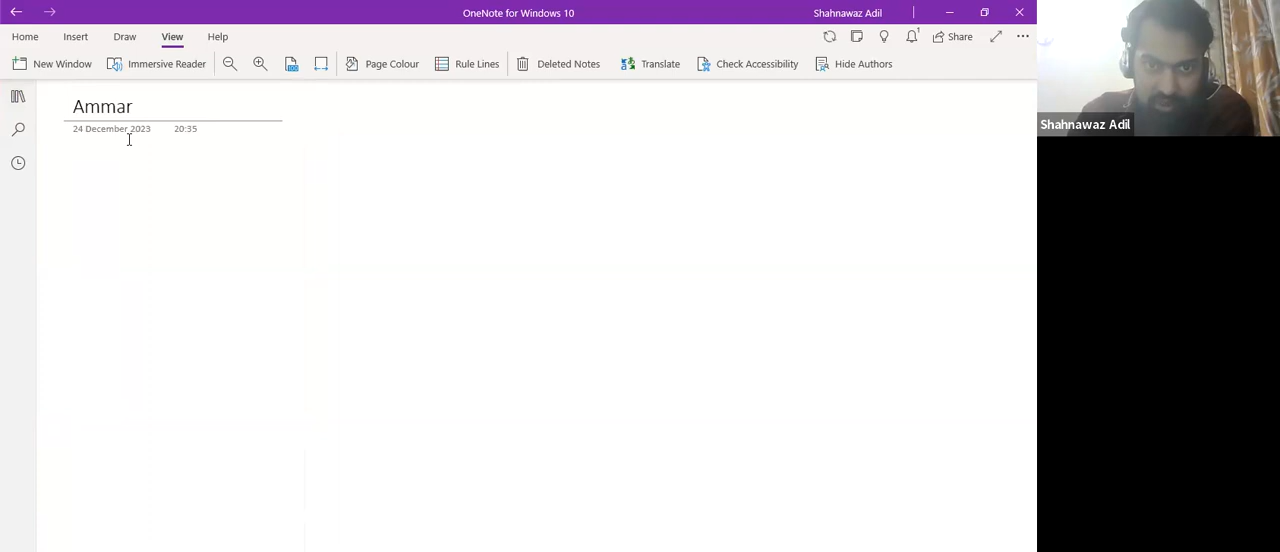 OneNote for Windows 10
Shahnawaz Adil
Home Insert Draw View Help
1 Share
New Window Immersive Reader Page Colour Rule Lines Deleted Notes Translate Check Accessibility Hide Authors
Ammar
24 December 2023 20:35
Shahnawaz Adil